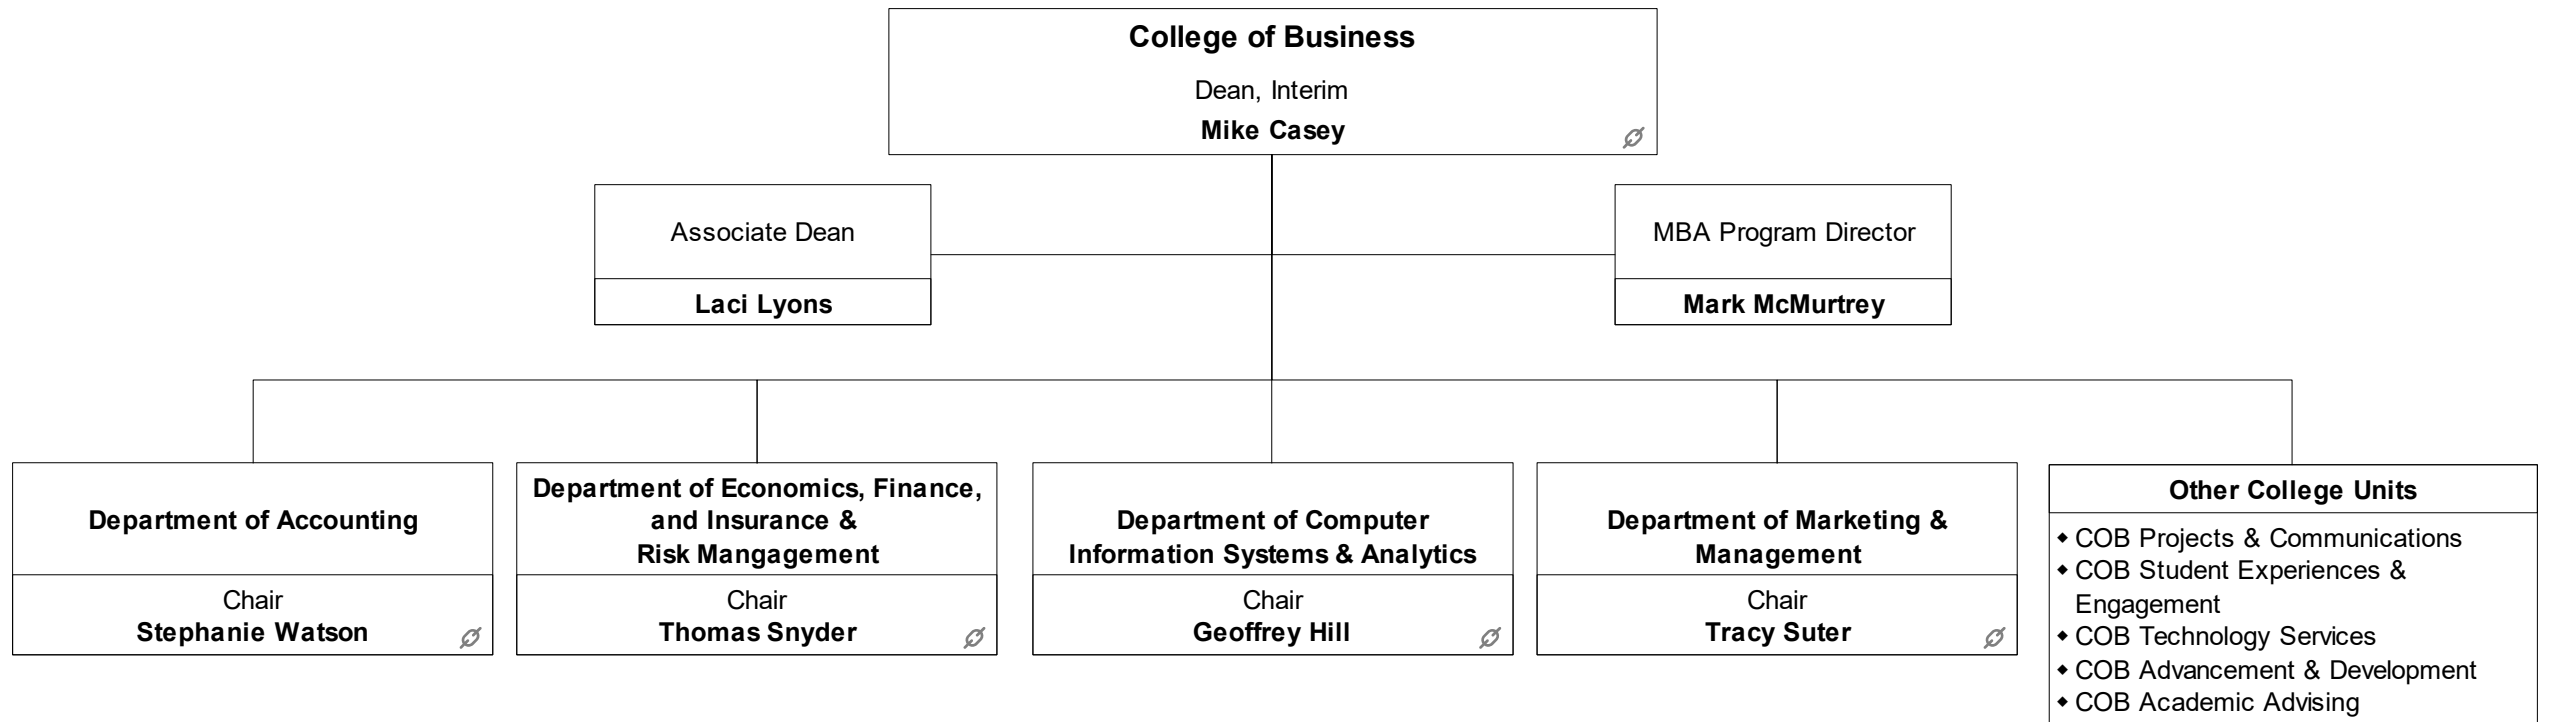 College of Business
Dean, Interim
Mike Casey
Associate Dean
Laci Lyons
MBA Program Director
Mark McMurtrey
Department of Accounting
Chair
Stephanie Watson
Department of Economics, Finance,
and Insurance &
Risk Mangagement
Chair
Thomas Snyder
Department of Computer
Information Systems & Analytics
Chair
Geoffrey Hill
Department of Marketing &
Management
Chair
Tracy Suter
Other College Units
◆ COB Projects & Communications
◆ COB Student Experiences &
Engagement
◆ COB Technology Services
◆ COB Advancement & Development
◆ COB Academic Advising